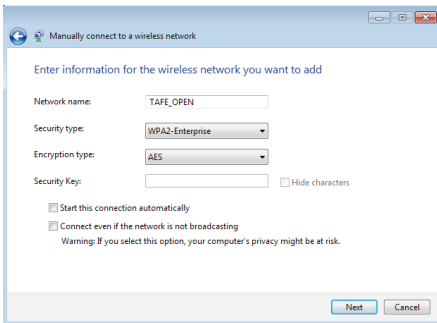 Manually connect to a wireless network
Enter information for the wireless network you want to add
Network name: TAFE_OPEN
Security type: WPA2-Enterprise
Encryption type: AES
Security Key: Hide characters
Start this connection automatically
Connect even if the network is not broadcasting
Warning: If you select this option, your computer's privacy might be at risk.
Next Cancel